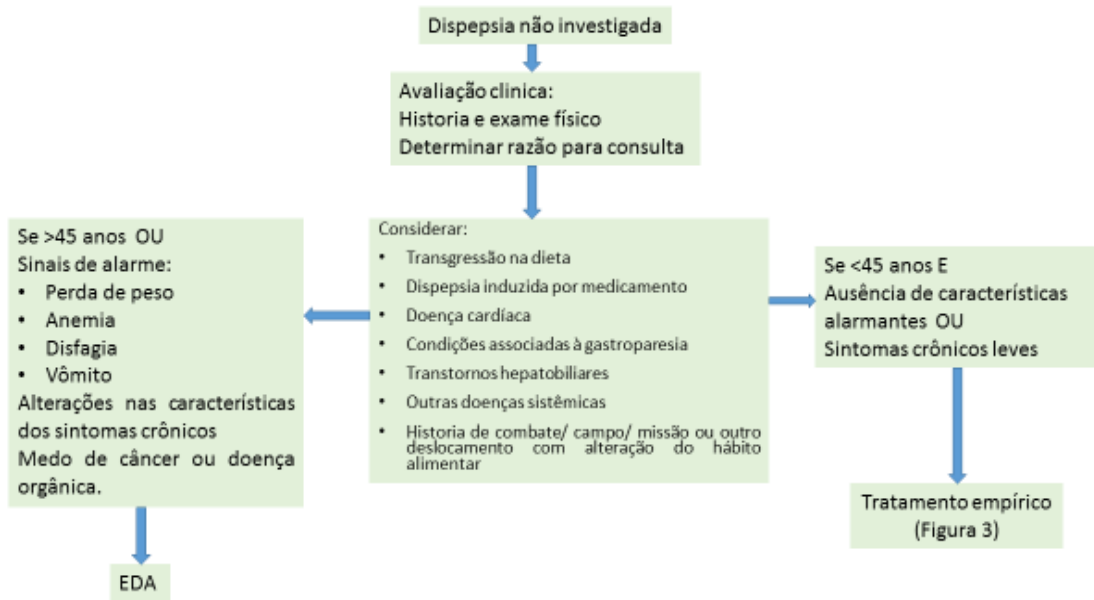 Dispepsia não investigada
Avaliação clinica:
Historia e exame físico
Determinar razão para consulta
Considerar:
• Transgressão na dieta
• Dispepsia induzida por medicamento
• Doença cardíaca
• Condições associadas à gastroparesia
• Transtornos hepatobiliares
• Outras doenças sistêmicas
• Historia de combate/ campo/ missão ou outro
deslocamento com alteração do hábito
alimentar
Se >45 anos OU
Sinais de alarme:
• Perda de peso
• Anemia
• Disfagia
• Vômito
Alterações nas características
dos sintomas crônicos
Medo de câncer ou doença
orgânica.
EDA
Se <45 anos E
Ausência de características
alarmantes OU
Sintomas crônicos leves
Tratamento empírico
(Figura 3)